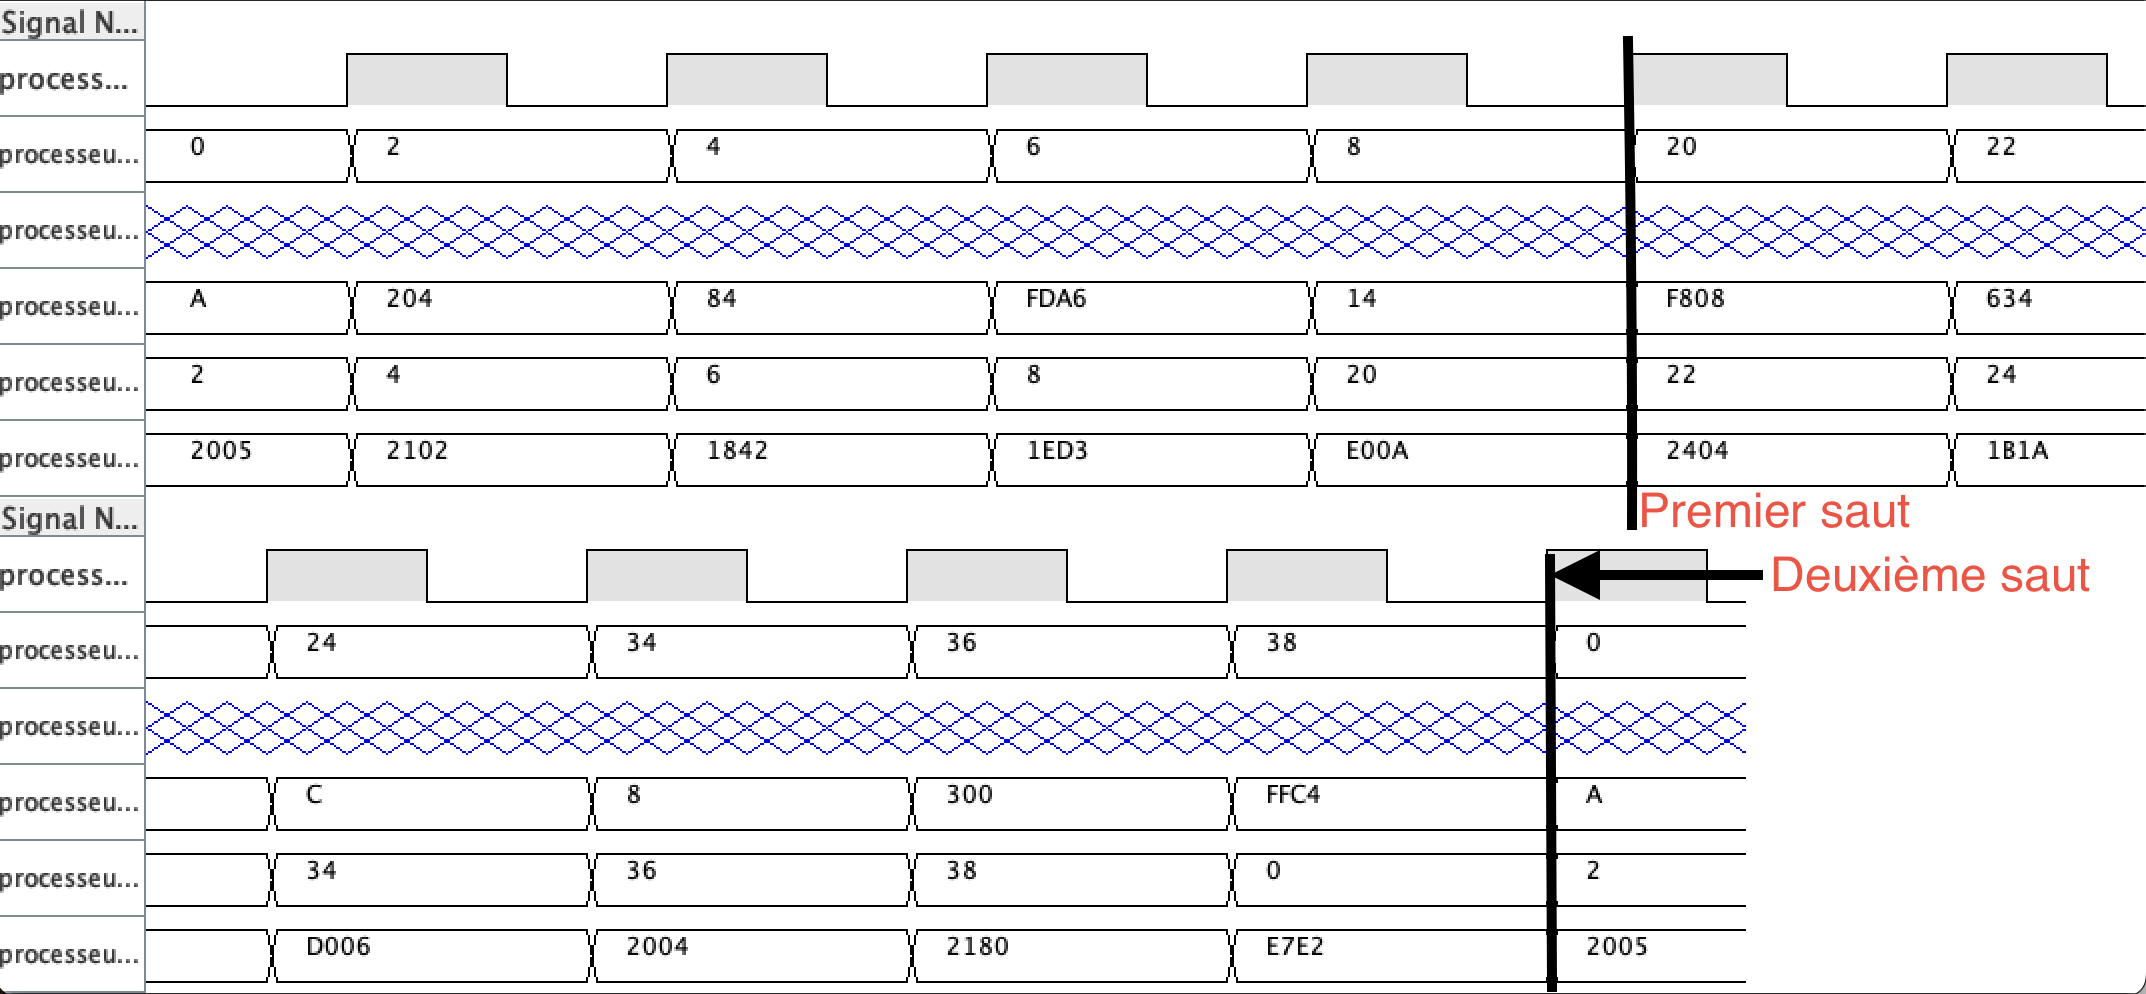 Signal N...
process...
processeu... 0 2 4 6 8 20 22
processeu...
processeu... A 204 84 FDA6 14 F808 634
processeu... 2 4 6 8 20 22 24
processeu... 2005 2102 1842 1ED3 E00A 2404 1B1A
Premier saut
Signal N...
process... Deuxième saut
processeu... 24 34 36 38 0
processeu...
processeu... C 8 300 FFC4 A
processeu... 34 36 38 0 2
processeu... D006 2004 2180 E7E2 2005